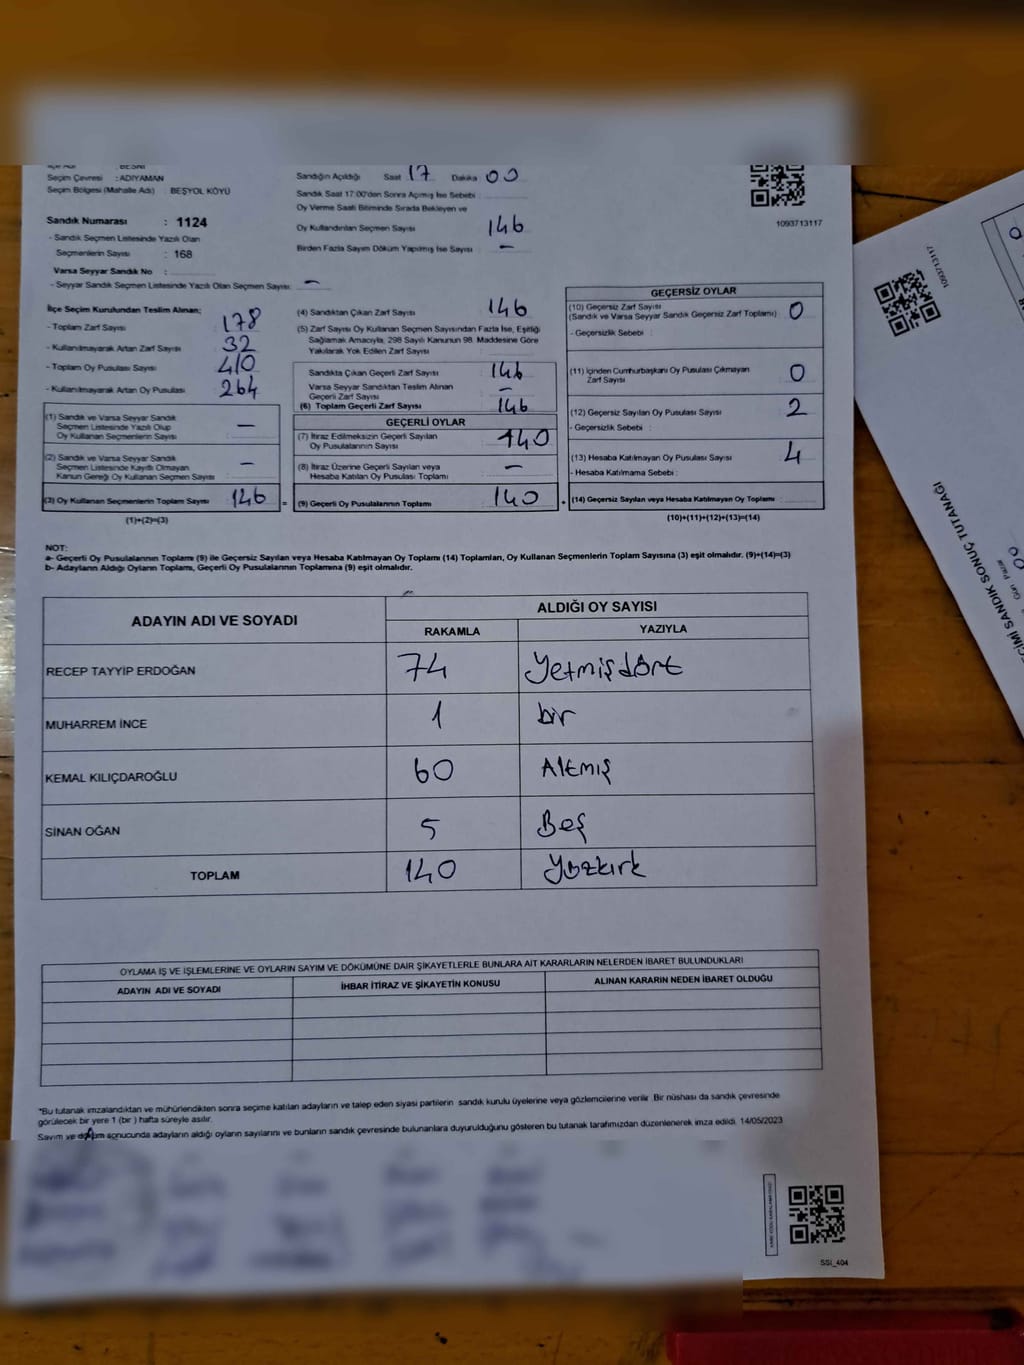 İlçe Adı : BESNİ
Seçim Çevresi : ADIYAMAN
Seçim Bölgesi (Mahalle Adı) : BEŞYOL KÖYÜ
Sandık Numarası : 1124
- Sandık Seçmen Listesinde Yazılı Olan
Seçmenlerin Sayısı : 168
Varsa Seyyar Sandık No :
- Seyyar Sandık Seçmen Listesinde Yazılı Olan Seçmen Sayısı: —
Sandığın Açıldığı Saat 17 Dakika 00
Sandık Saat 17:00'den Sonra Açılmış İse Sebebi :
Oy Verme Saati Bitiminde Sırada Bekleyen ve
Oy Kullandırılan Seçmen Sayısı : 146
Birden Fazla Sayım Döküm Yapılmış İse Sayısı : —
1093713117
İlçe Seçim Kurulundan Teslim Alınan;
- Toplam Zarf Sayısı : 178
- Kullanılmayarak Artan Zarf Sayısı : 32
- Toplam Oy Pusulası Sayısı : 410
- Kullanılmayarak Artan Oy Pusulası : 264
(1) Sandık ve Varsa Seyyar Sandık
Seçmen Listesinde Yazılı Olup
Oy Kullanan Seçmenlerin Sayısı : —
(2) Sandık ve Varsa Seyyar Sandık
Seçmen Listesinde Kayıtlı Olmayan
Kanun Gereği Oy Kullanan Seçmen Sayısı : —
(3) Oy Kullanan Seçmenlerin Toplam Sayısı : 146 =
(1)+(2)=(3)
(4) Sandıktan Çıkan Zarf Sayısı : 146
(5) Zarf Sayısı Oy Kullanan Seçmen Sayısından Fazla İse, Eşitliği
Sağlamak Amacıyla, 298 Sayılı Kanunun 98. Maddesine Göre
Yakılarak Yok Edilen Zarf Sayısı :
Sandıkta Çıkan Geçerli Zarf Sayısı : 146
Varsa Seyyar Sandıktan Teslim Alınan
Geçerli Zarf Sayısı : —
(6) Toplam Geçerli Zarf Sayısı : 146
GEÇERLİ OYLAR
(7) İtiraz Edilmeksizin Geçerli Sayılan
Oy Pusulalarının Sayısı : 140
(8) İtiraz Üzerine Geçerli Sayılan veya
Hesaba Katılan Oy Pusulası Toplamı : —
(9) Geçerli Oy Pusulalarının Toplamı : 140 +
GEÇERSİZ OYLAR
(10) Geçersiz Zarf Sayısı
(Sandık ve Varsa Seyyar Sandık Geçersiz Zarf Toplamı) : 0
- Geçersizlik Sebebi :
(11) İçinden Cumhurbaşkanı Oy Pusulası Çıkmayan
Zarf Sayısı : 0
(12) Geçersiz Sayılan Oy Pusulası Sayısı : 2
- Geçersizlik Sebebi :
(13) Hesaba Katılmayan Oy Pusulası Sayısı : 4
- Hesaba Katılmama Sebebi :
(14) Geçersiz Sayılan veya Hesaba Katılmayan Oy Toplamı :
(10)+(11)+(12)+(13)=(14)
NOT:
a- Geçerli Oy Pusulalarının Toplamı (9) ile Geçersiz Sayılan veya Hesaba Katılmayan Oy Toplamı (14) Toplamları, Oy Kullanan Seçmenlerin Toplam Sayısına (3) eşit olmalıdır. (9)+(14)=(3)
b- Adayların Aldığı Oyların Toplamı, Geçerli Oy Pusulalarının Toplamına (9) eşit olmalıdır.
ADAYIN ADI VE SOYADI ALDIĞI OY SAYISI
RAKAMLA YAZIYLA
RECEP TAYYİP ERDOĞAN 74 Yetmişdört
MUHARREM İNCE 1 bir
KEMAL KILIÇDAROĞLU 60 Altmış
SİNAN OĞAN 5 Beş
TOPLAM 140 Yüzkırk
OYLAMA İŞ VE İŞLEMLERİNE VE OYLARIN SAYIM VE DÖKÜMÜNE DAİR ŞİKAYETLERLE BUNLARA AİT KARARLARIN NELERDEN İBARET BULUNDUKLARI
ADAYIN ADI VE SOYADI İHBAR İTİRAZ VE ŞİKAYETİN KONUSU ALINAN KARARIN NEDEN İBARET OLDUĞU
*Bu tutanak imzalandıktan ve mühürlendikten sonra seçime katılan adayların ve talep eden siyasi partilerin sandık kurulu üyelerine veya gözlemcilerine verilir. Bir nüshası da sandık çevresinde
görülecek bir yere 1 (bir ) hafta süreyle asılır.
Sayım ve döküm sonucunda adayların aldığı oyların sayılarını ve bunların sandık çevresinde bulunanlara duyurulduğunu gösteren bu tutanak tarafımızdan düzenlenerek imza edildi. 14/05/2023
SSİ_404
1093713117
ÇİMİ SANDIK SONUÇ TUTANAĞI
Gün Pazar